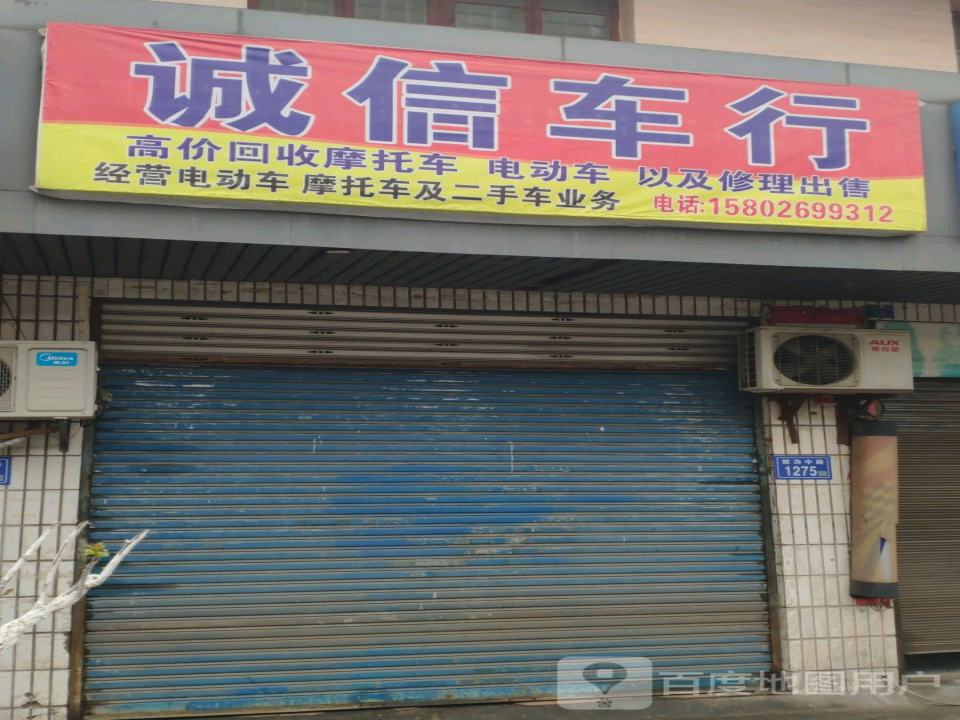 诚信车行
高价回收摩托车 电动车 以及修理出售
经营电动车 摩托车及二手车业务 电话:15802699312
Midea
美的
AUX
1275
百度地图用户